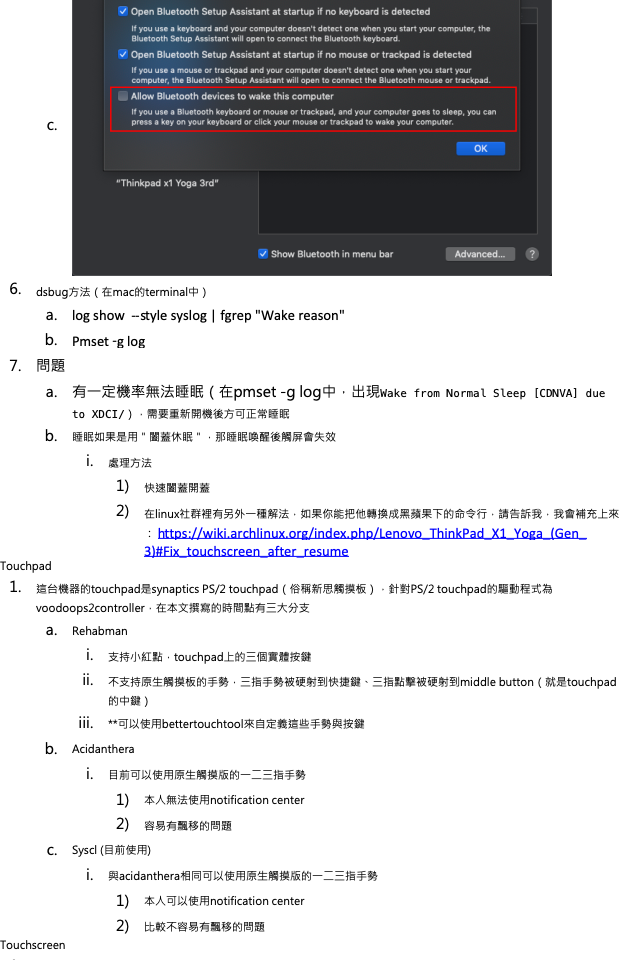 Open Bluetooth Setup Assistant at startup if no keyboard is detected
If you use a keyboard and your computer doesn't detect one when you start your computer, the
Bluetooth Setup Assistant will open to connect the Bluetooth keyboard.
Open Bluetooth Setup Assistant at startup if no mouse or trackpad is detected
If you use a mouse or trackpad and your computer doesn't detect one when you start your
computer, the Bluetooth Setup Assistant will open to connect the Bluetooth mouse or trackpad.
Allow Bluetooth devices to wake this computer
If you use a Bluetooth keyboard or mouse or trackpad, and your computer goes to sleep, you can
press a key on your keyboard or click your mouse or trackpad to wake your computer.
c.
OK
"Thinkpad x1 Yoga 3rd"
Show Bluetooth in menu bar Advanced... ?
6. dsbug方法（在mac的terminal中）
a. log show --style syslog | fgrep "Wake reason"
b. Pmset -g log
7. 問題
a. 有一定機率無法睡眠（在pmset -g log中，出現Wake from Normal Sleep [CDNVA] due
to XDCI/），需要重新開機後方可正常睡眠
b. 睡眠如果是用＂闔蓋休眠＂，那睡眠喚醒後觸屏會失效
i. 處理方法
1) 快速闔蓋開蓋
2) 在linux社群裡有另外一種解法，如果你能把他轉換成黑蘋果下的命令行，請告訴我，我會補充上來
：https://wiki.archlinux.org/index.php/Lenovo_ThinkPad_X1_Yoga_(Gen_
3)#Fix_touchscreen_after_resume
Touchpad
1. 這台機器的touchpad是synaptics PS/2 touchpad（俗稱新思觸摸板），針對PS/2 touchpad的驅動程式為
voodoops2controller，在本文撰寫的時間點有三大分支
a. Rehabman
i. 支持小紅點，touchpad上的三個實體按鍵
ii. 不支持原生觸摸板的手勢，三指手勢被硬射到快捷鍵、三指點擊被硬射到middle button（就是touchpad
的中鍵）
iii. **可以使用bettertouchtool來自定義這些手勢與按鍵
b. Acidanthera
i. 目前可以使用原生觸摸版的一二三指手勢
1) 本人無法使用notification center
2) 容易有飄移的問題
c. Syscl (目前使用)
i. 與acidanthera相同可以使用原生觸摸版的一二三指手勢
1) 本人可以使用notification center
2) 比較不容易有飄移的問題
Touchscreen